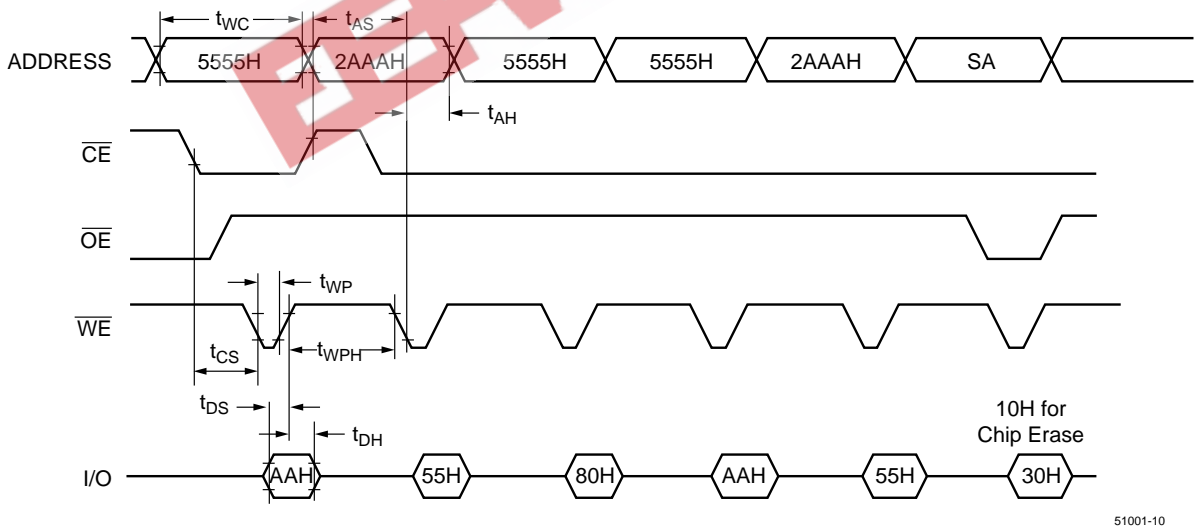 tWC
tAS
ADDRESS 5555H 2AAAH 5555H 5555H 2AAAH SA
tAH
CE
OE
tWP
WE
tCS
tWPH
tDS
tDH
10H for
Chip Erase
I/O AAH 55H 80H AAH 55H 30H
51001-10